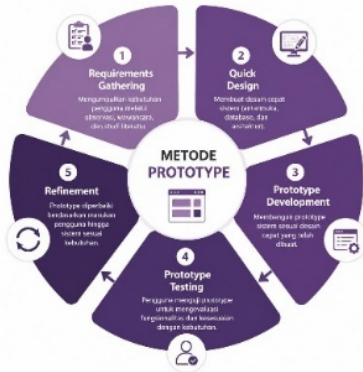 1
Requirements
Gathering
Mengumpulkan kebutuhan
pengguna melalui
observasi, wawancara,
dan studi literatur.
2
Quick
Design
Membuat desain cepat
sistem (antarmuka,
database, dan
arsitektur).
METODE
PROTOTYPE
3
Prototype
Development
Membangun prototype
sistem sesuai desain
cepat yang telah
dibuat.
4
Prototype
Testing
Pengguna menguji prototype
untuk mengevaluasi
fungsionalitas dan kesesuaian
dengan kebutuhan.
5
Refinement
Prototype diperbaiki
berdasarkan masukan
pengguna hingga
sistem sesuai
kebutuhan.